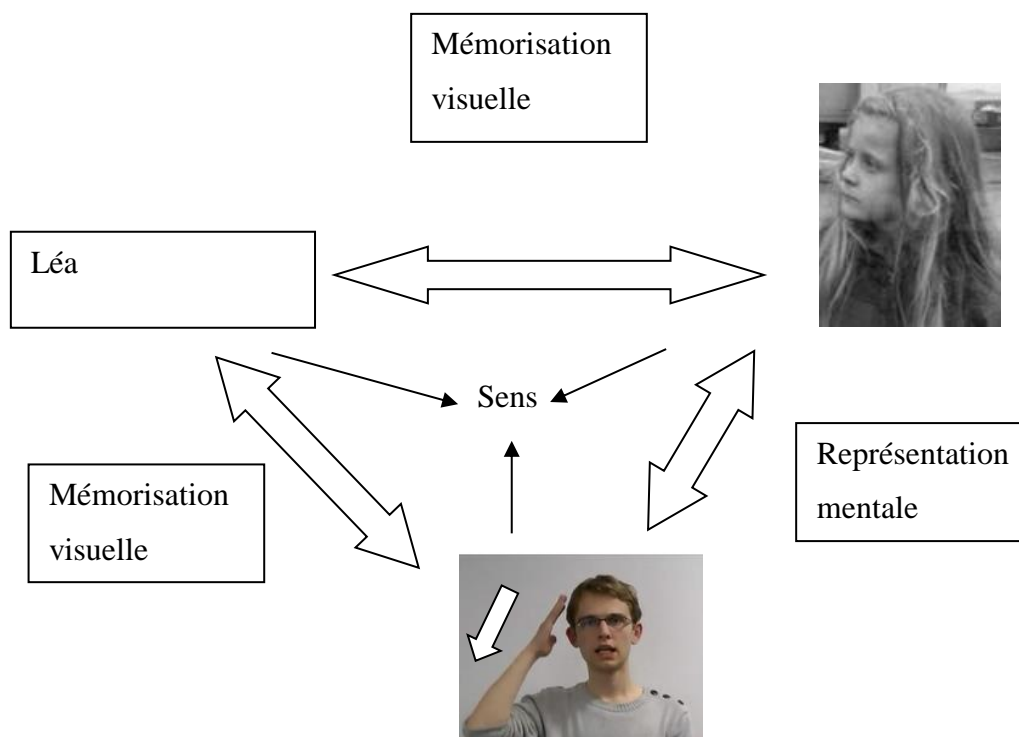 Mémorisation
visuelle
Léa
Sens
Mémorisation
visuelle
Représentation
mentale